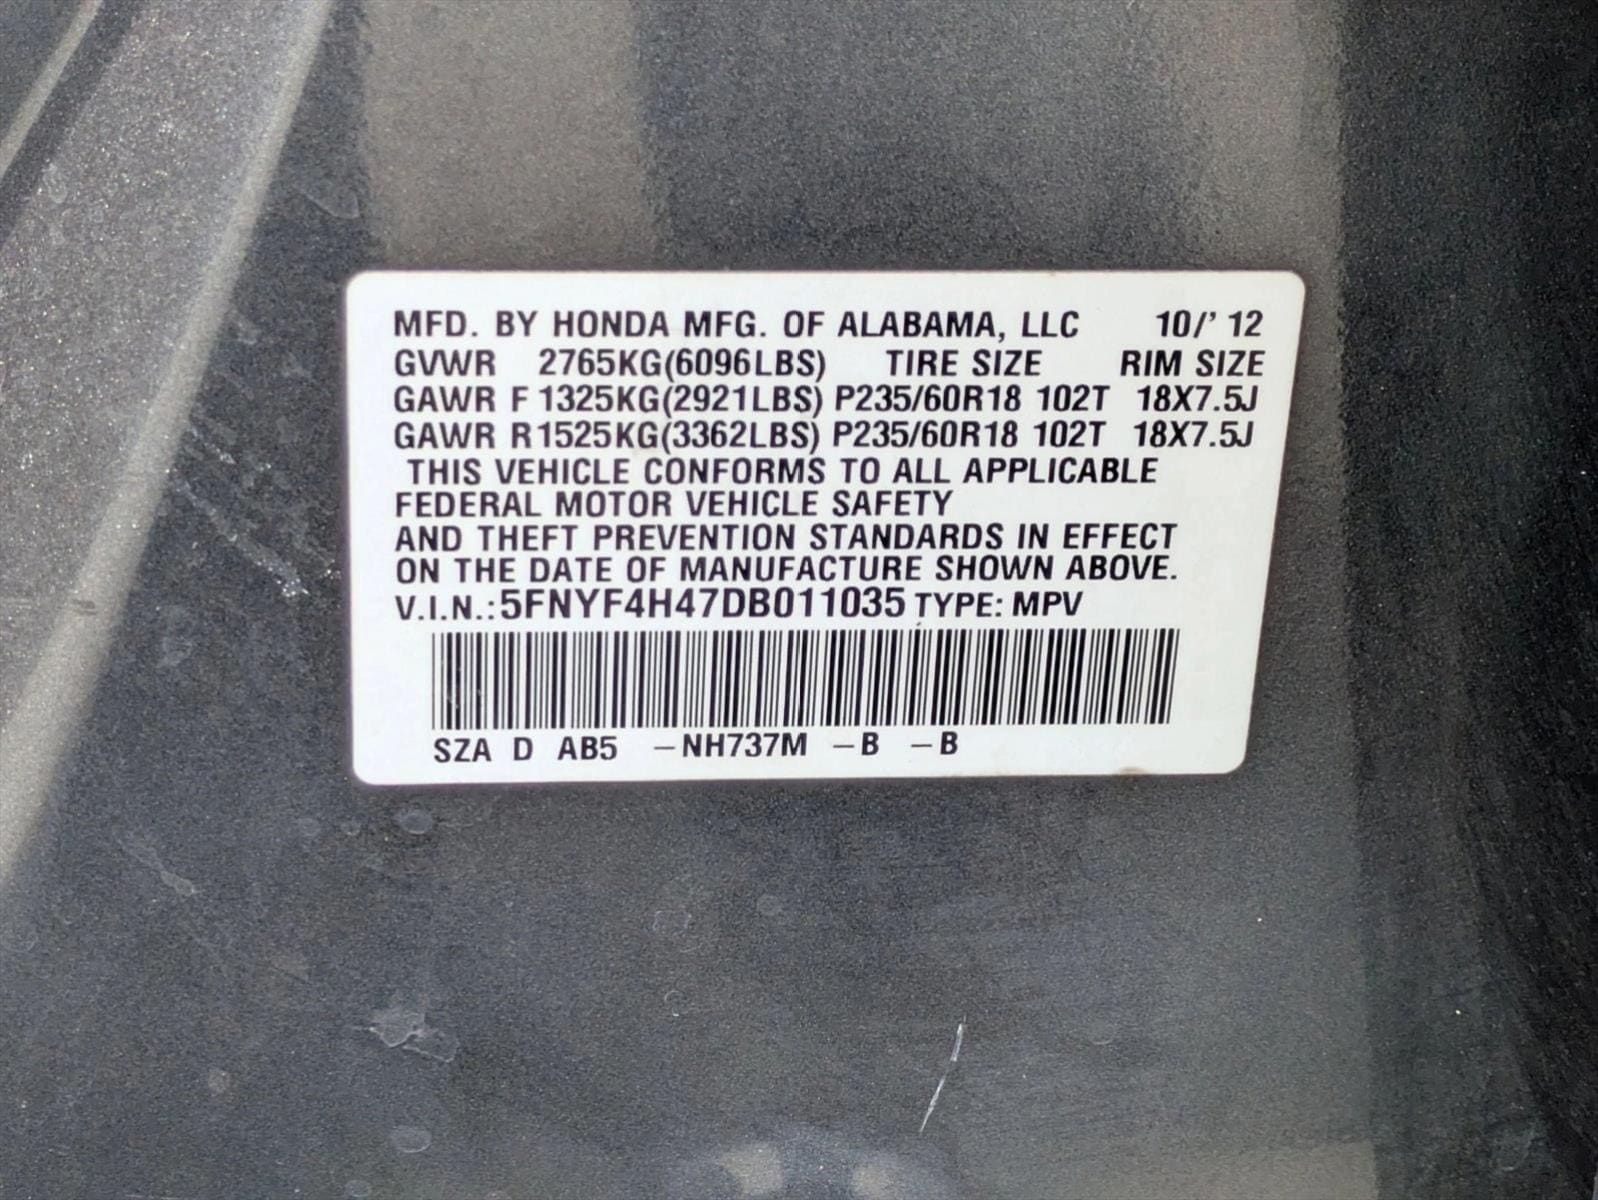 MFD. BY HONDA MFG. OF ALABAMA, LLC 10/' 12
GVWR 2765KG(6096LBS) TIRE SIZE RIM SIZE
GAWR F 1325KG(2921LBS) P235/60R18 102T 18X7.5J
GAWR R1525KG(3362LBS) P235/60R18 102T 18X7.5J
THIS VEHICLE CONFORMS TO ALL APPLICABLE
FEDERAL MOTOR VEHICLE SAFETY
AND THEFT PREVENTION STANDARDS IN EFFECT
ON THE DATE OF MANUFACTURE SHOWN ABOVE.
V.I.N.:5FNYF4H47DB011035 TYPE: MPV
SZA D AB5 –NH737M –B –B